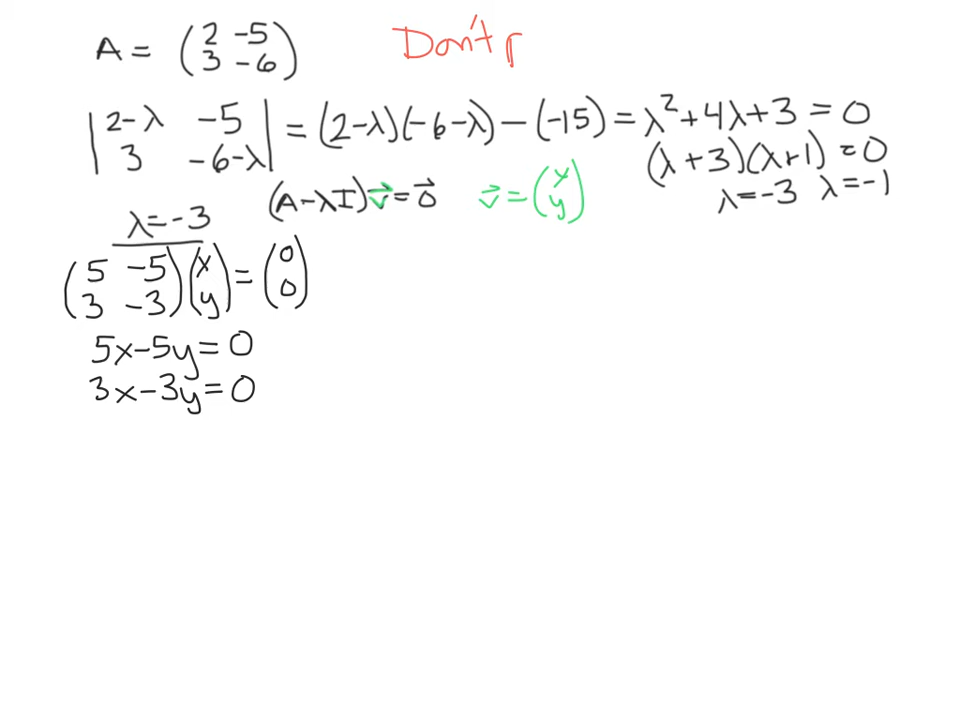 A = (2 -5
3 -6)
Don't
|2-λ -5
3 -6-λ| = (2-λ)(-6-λ) - (-15) = λ²+4λ+3 = 0
(λ+3)(λ+1) = 0
λ=-3 λ=-1
(A-λI)v⃗ = 0⃗ v⃗ = (x
y)
λ=-3
(5 -5
3 -3)(x
y) = (0
0)
5x-5y=0
3x-3y=0